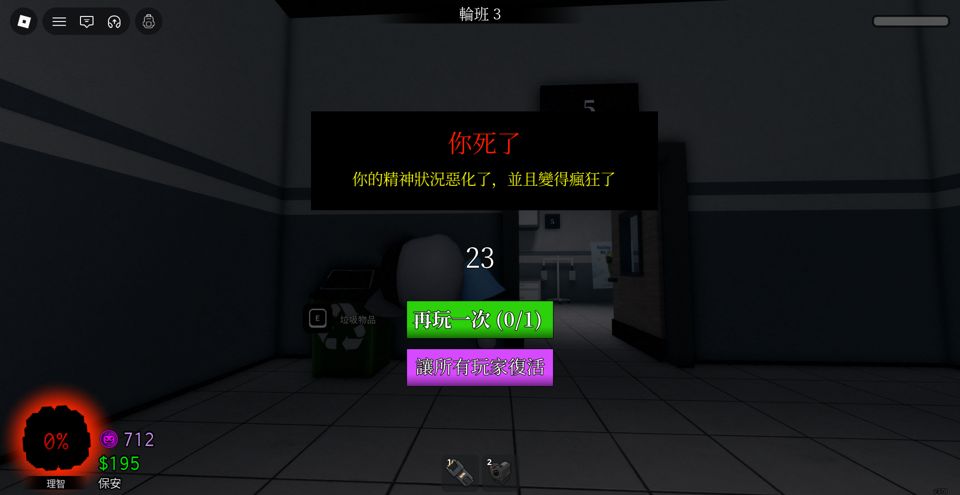 輪班 3
5
你死了
你的精神狀況惡化了，並且變得瘋狂了
5
23
再玩一次 (0/1)
E
垃圾物品
讓所有玩家復活
0%
712
$195
理智
保安
1
2